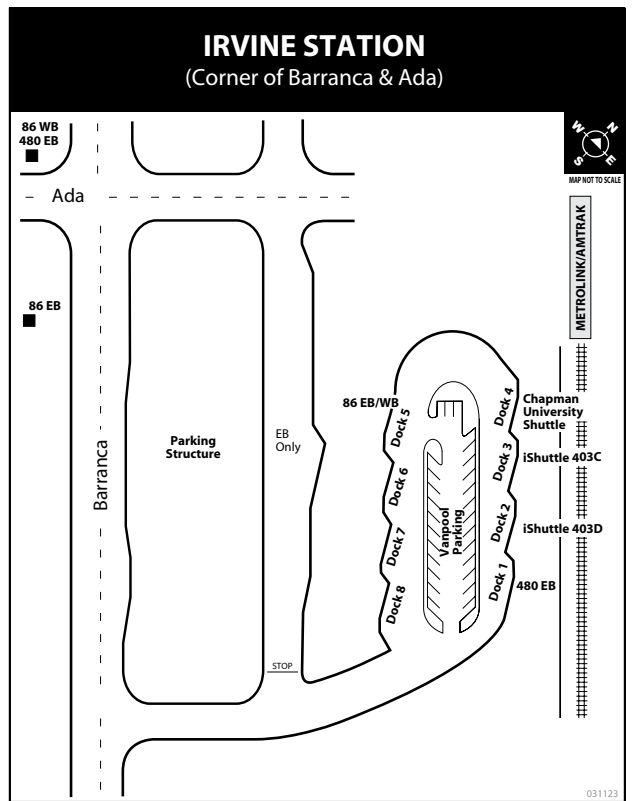 IRVINE STATION
(Corner of Barranca & Ada)
86 WB
480 EB
W
N
S
E
MAP NOT TO SCALE
Ada
METROLINK/AMTRAK
86 EB
86 EB/WB
Dock 5
Dock 4
Chapman
University
Shuttle
Parking
Structure
EB
Only
Barranca
Dock 6
Dock 3
iShuttle 403C
Vanpool
Parking
Dock 7
Dock 2
iShuttle 403D
Dock 8
Dock 1
480 EB
STOP
031123